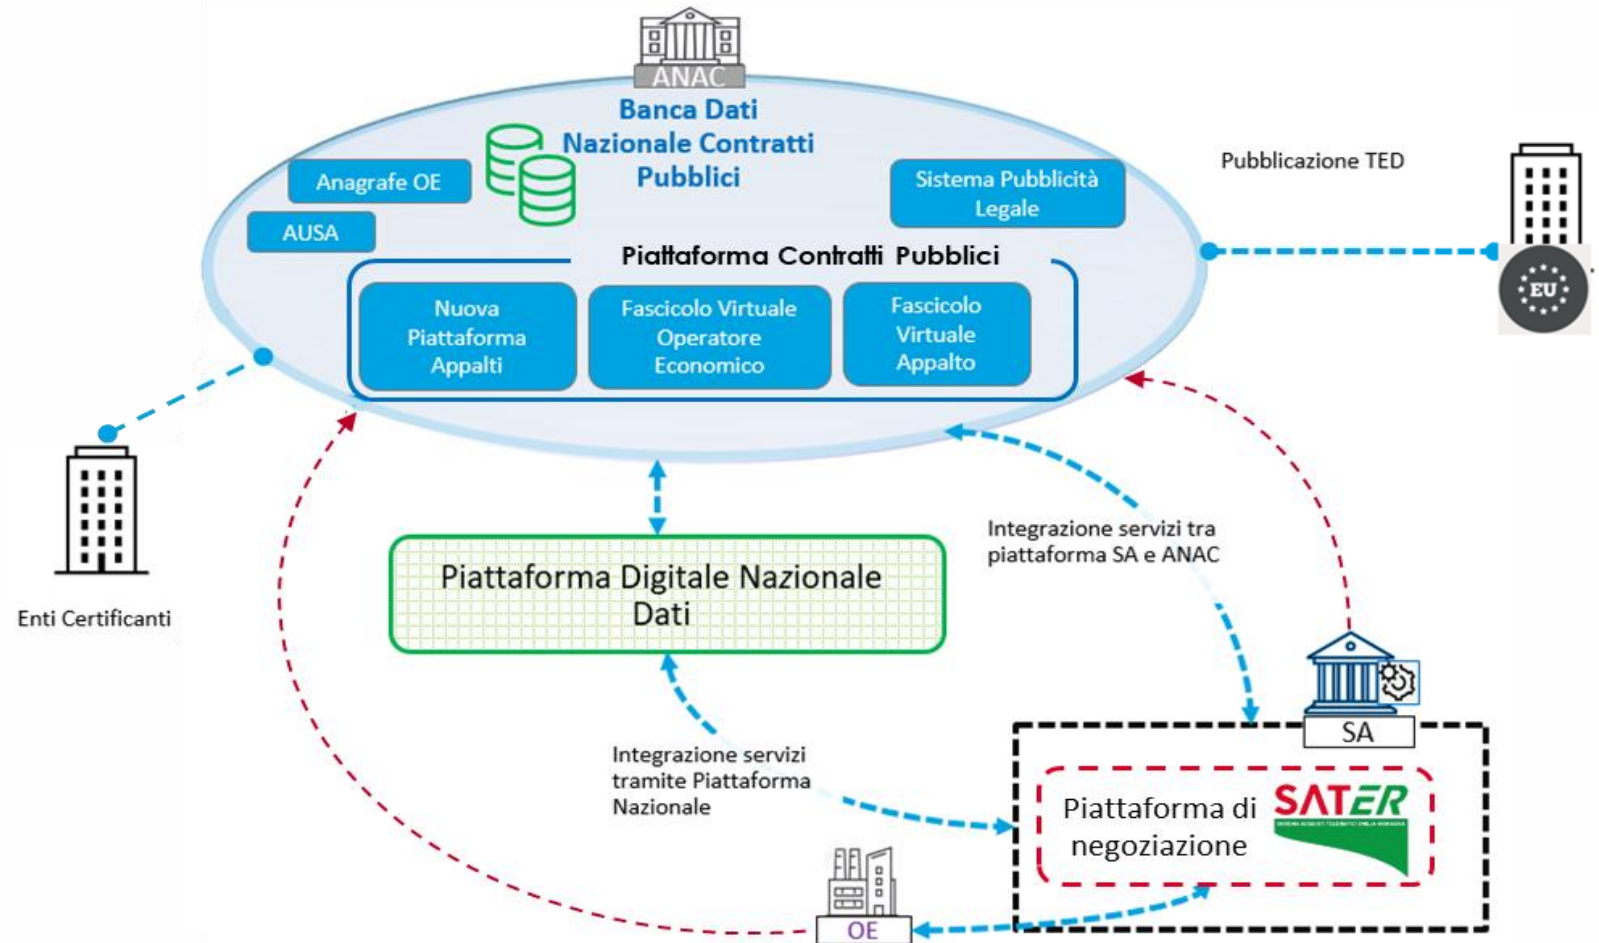 ANAC
Banca Dati
Nazionale Contratti
Pubblici
Anagrafe OE
AUSA
Sistema Pubblicità
Legale
Pubblicazione TED
EU
Piattaforma Contratti Pubblici
Nuova
Piattaforma
Appalti
Fascicolo Virtuale
Operatore
Economico
Fascicolo
Virtuale
Appalto
Enti Certificanti
Integrazione servizi tra
piattaforma SA e ANAC
Piattaforma Digitale Nazionale
Dati
Integrazione servizi
tramite Piattaforma
Nazionale
SA
Piattaforma di
negoziazione
SATER
OE